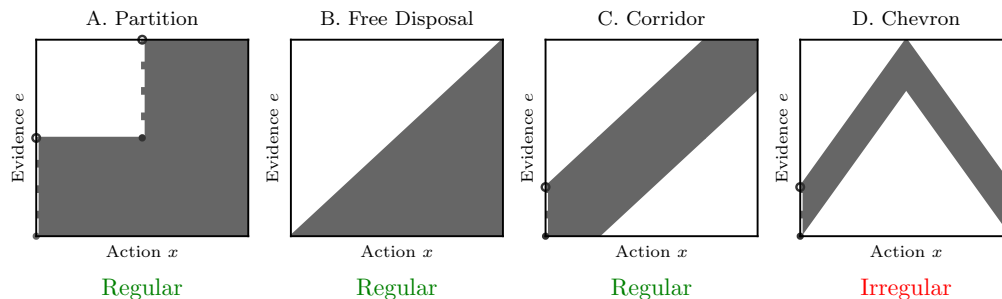 A. Partition
Evidence e
Action x
Regular
B. Free Disposal
Evidence e
Action x
Regular
C. Corridor
Evidence e
Action x
Regular
D. Chevron
Evidence e
Action x
Irregular